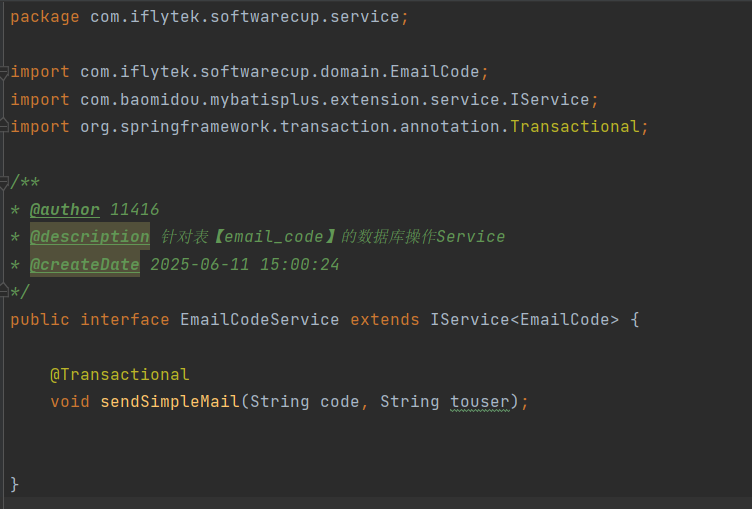 package com.iflytek.softwarecup.service;
import com.iflytek.softwarecup.domain.EmailCode;
import com.baomidou.mybatisplus.extension.service.IService;
import org.springframework.transaction.annotation.Transactional;
/**
* @author 11416
* @description 针对表【email_code】的数据库操作Service
* @createDate 2025-06-11 15:00:24
*/
public interface EmailCodeService extends IService<EmailCode> {
@Transactional
void sendSimpleMail(String code, String touser);
}